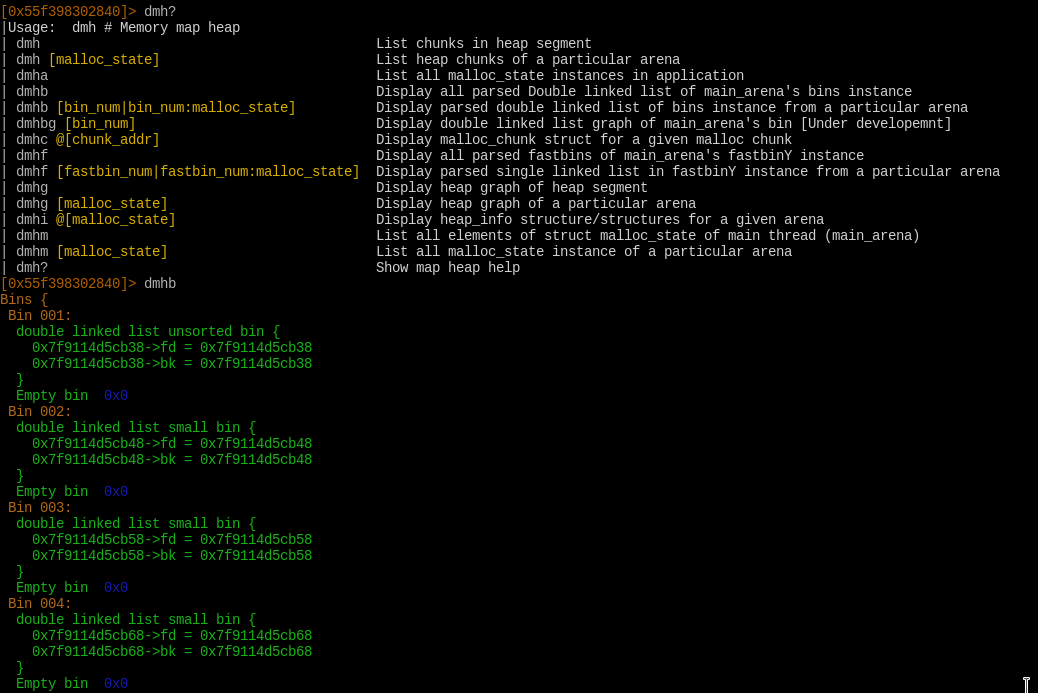 [0x55f398302840]> dmh?
|Usage:  dmh # Memory map heap
| dmh                                          List chunks in heap segment
| dmh [malloc_state]                           List heap chunks of a particular arena
| dmha                                         List all malloc_state instances in application
| dmhb                                         Display all parsed Double linked list of main_arena's bins instance
| dmhb [bin_num|bin_num:malloc_state]          Display parsed double linked list of bins instance from a particular arena
| dmhbg [bin_num]                              Display double linked list graph of main_arena's bin [Under developemnt]
| dmhc @[chunk_addr]                           Display malloc_chunk struct for a given malloc chunk
| dmhf                                         Display all parsed fastbins of main_arena's fastbinY instance
| dmhf [fastbin_num|fastbin_num:malloc_state]  Display parsed single linked list in fastbinY instance from a particular arena
| dmhg                                         Display heap graph of heap segment
| dmhg [malloc_state]                          Display heap graph of a particular arena
| dmhi @[malloc_state]                         Display heap_info structure/structures for a given arena
| dmhm                                         List all elements of struct malloc_state of main thread (main_arena)
| dmhm [malloc_state]                          List all malloc_state instance of a particular arena
| dmh?                                         Show map heap help
[0x55f398302840]> dmhb
Bins {
 Bin 001:
  double linked list unsorted bin {
    0x7f9114d5cb38->fd = 0x7f9114d5cb38
    0x7f9114d5cb38->bk = 0x7f9114d5cb38
  }
  Empty bin  0x0
 Bin 002:
  double linked list small bin {
    0x7f9114d5cb48->fd = 0x7f9114d5cb48
    0x7f9114d5cb48->bk = 0x7f9114d5cb48
  }
  Empty bin  0x0
 Bin 003:
  double linked list small bin {
    0x7f9114d5cb58->fd = 0x7f9114d5cb58
    0x7f9114d5cb58->bk = 0x7f9114d5cb58
  }
  Empty bin  0x0
 Bin 004:
  double linked list small bin {
    0x7f9114d5cb68->fd = 0x7f9114d5cb68
    0x7f9114d5cb68->bk = 0x7f9114d5cb68
  }
  Empty bin  0x0